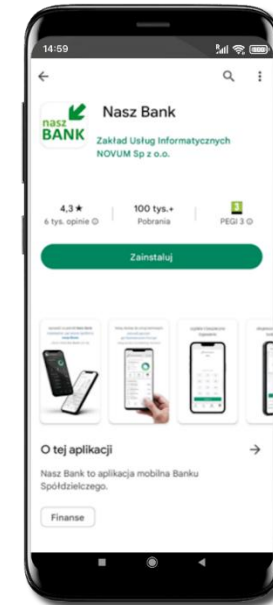 14:59
nasz
BANK
Nasz Bank
Zakład Usług Informatycznych
NOVUM Sp z o.o.
4,3 ★
6 tys. opinie
100 tys.+
Pobrania
3
PEGI 3
Zainstaluj
O tej aplikacji
Nasz Bank to aplikacja mobilna Banku
Spółdzielczego.
Finanse